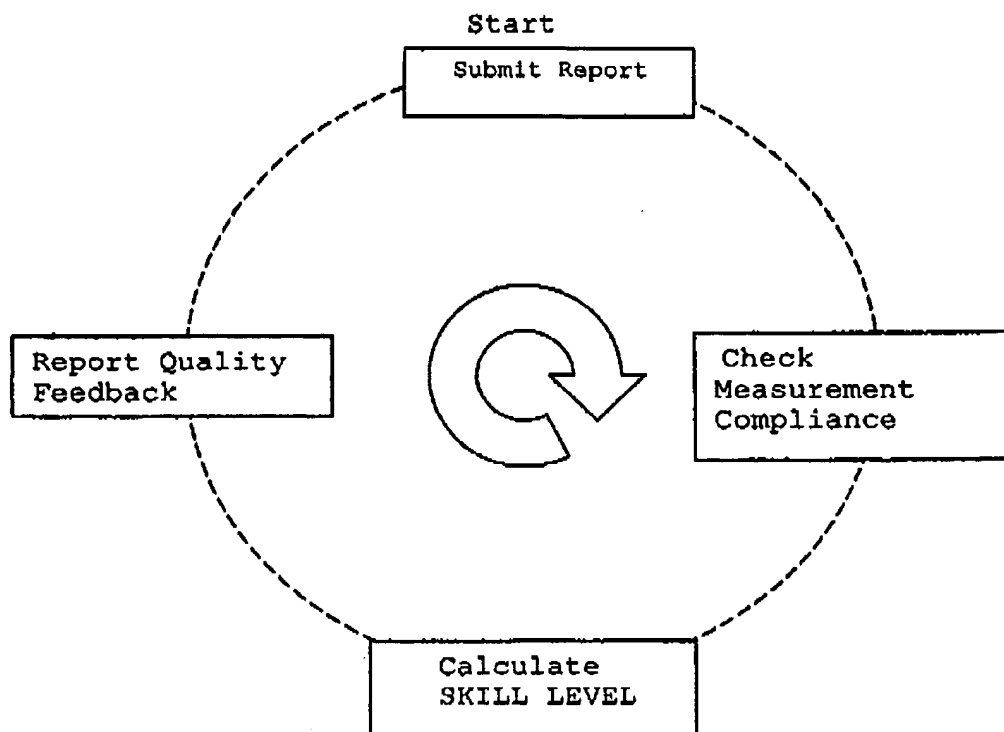 Start
Submit Report
Check
Measurement
Compliance
Calculate
SKILL LEVEL
Report Quality
Feedback